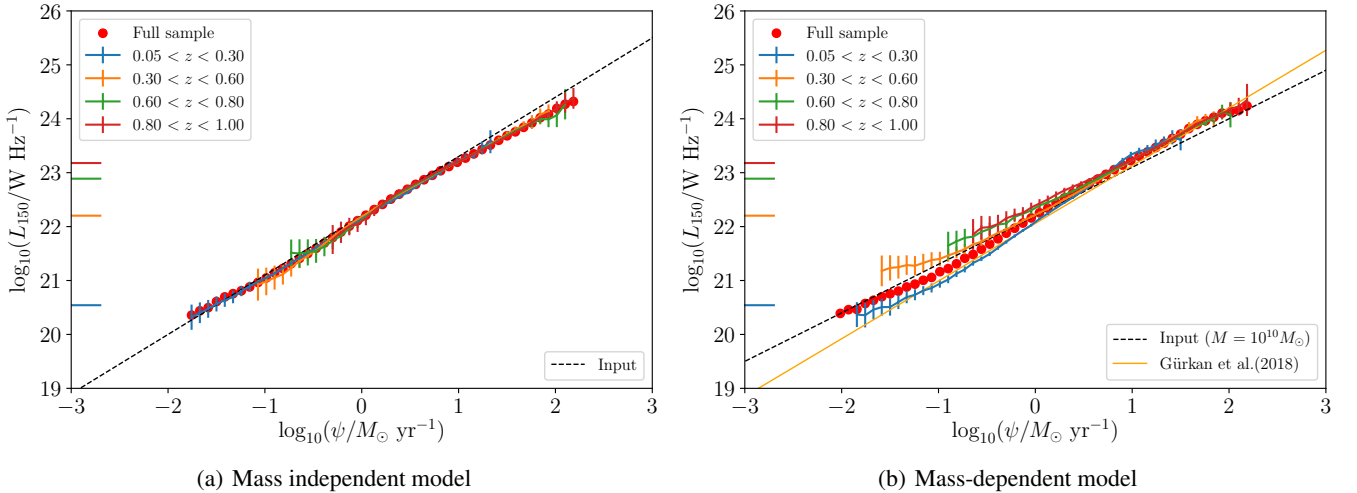 26
25
24
23
22
21
20
19
log₁₀(L₁₅₀/W Hz⁻¹)
Full sample
0.05 < z < 0.30
0.30 < z < 0.60
0.60 < z < 0.80
0.80 < z < 1.00
Input
−3 −2 −1 0 1 2 3
log₁₀(ψ/M⊙ yr⁻¹)
(a) Mass independent model
26
25
24
23
22
21
20
19
log₁₀(L₁₅₀/W Hz⁻¹)
Full sample
0.05 < z < 0.30
0.30 < z < 0.60
0.60 < z < 0.80
0.80 < z < 1.00
Input (M = 10¹⁰M⊙)
Gürkan et al.(2018)
−3 −2 −1 0 1 2 3
log₁₀(ψ/M⊙ yr⁻¹)
(b) Mass-dependent model